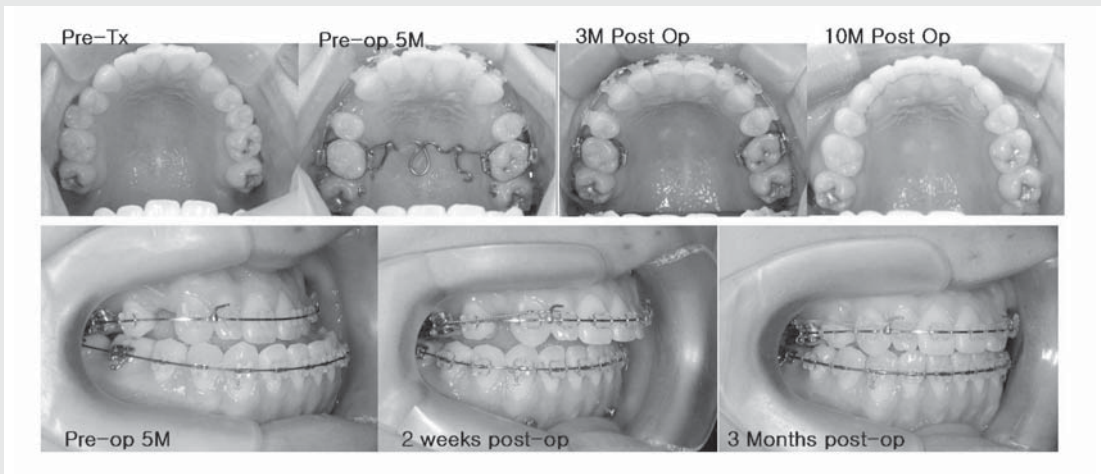 Pre-Tx
Pre-op 5M
3M Post Op
10M Post Op
Pre-op 5M
2 weeks post-op
3 Months post-op